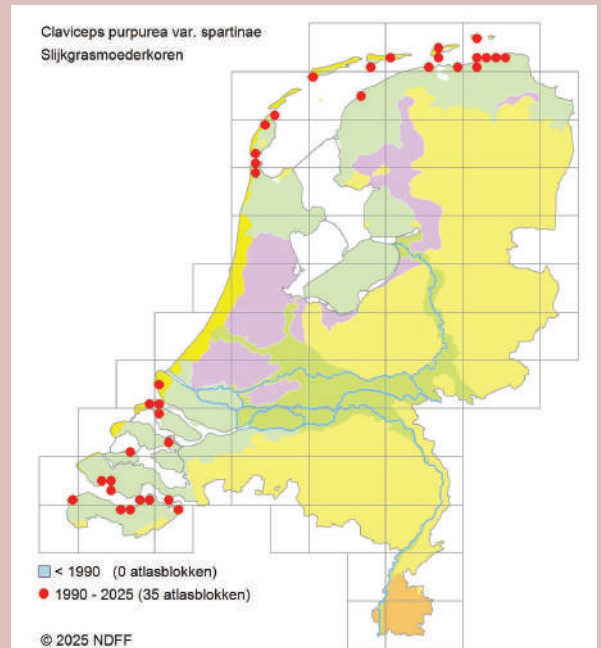 Claviceps purpurea var. spartinae
Slijkgrasmoederkoren
< 1990 (0 atlasblokken)
1990 - 2025 (35 atlasblokken)
© 2025 NDFF